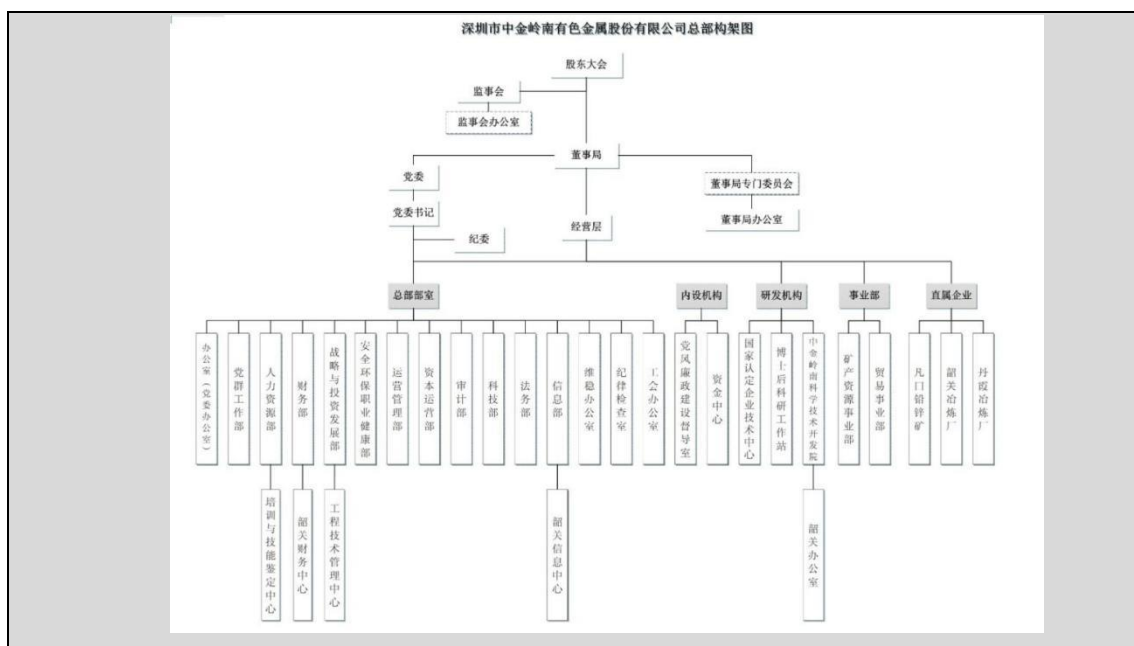 深圳市中金岭南有色金属股份有限公司总部构架图
股东大会
监事会
监事会办公室
董事局
党委
董事局专门委员会
党委书记
经营层
董事局办公室
纪委
总部部室
内设机构
研发机构
事业部
直属企业
办公室（党委办公室）
党群工作部
人力资源部
财务部
战略与投资发展部
安全环保职业健康部
运营管理部
资本运营部
审计部
科技部
法务部
信息部
维稳办公室
纪律检查室
工会办公室
党风廉政建设督导室
资金中心
国家认定企业技术中心
博士后科研工作站
中金岭南科学技术开发院
矿产资源事业部
贸易事业部
凡口铅锌矿
韶关冶炼厂
丹霞冶炼厂
培训与技能鉴定中心
韶关财务中心
工程技术管理中心
韶关信息中心
韶关办公室